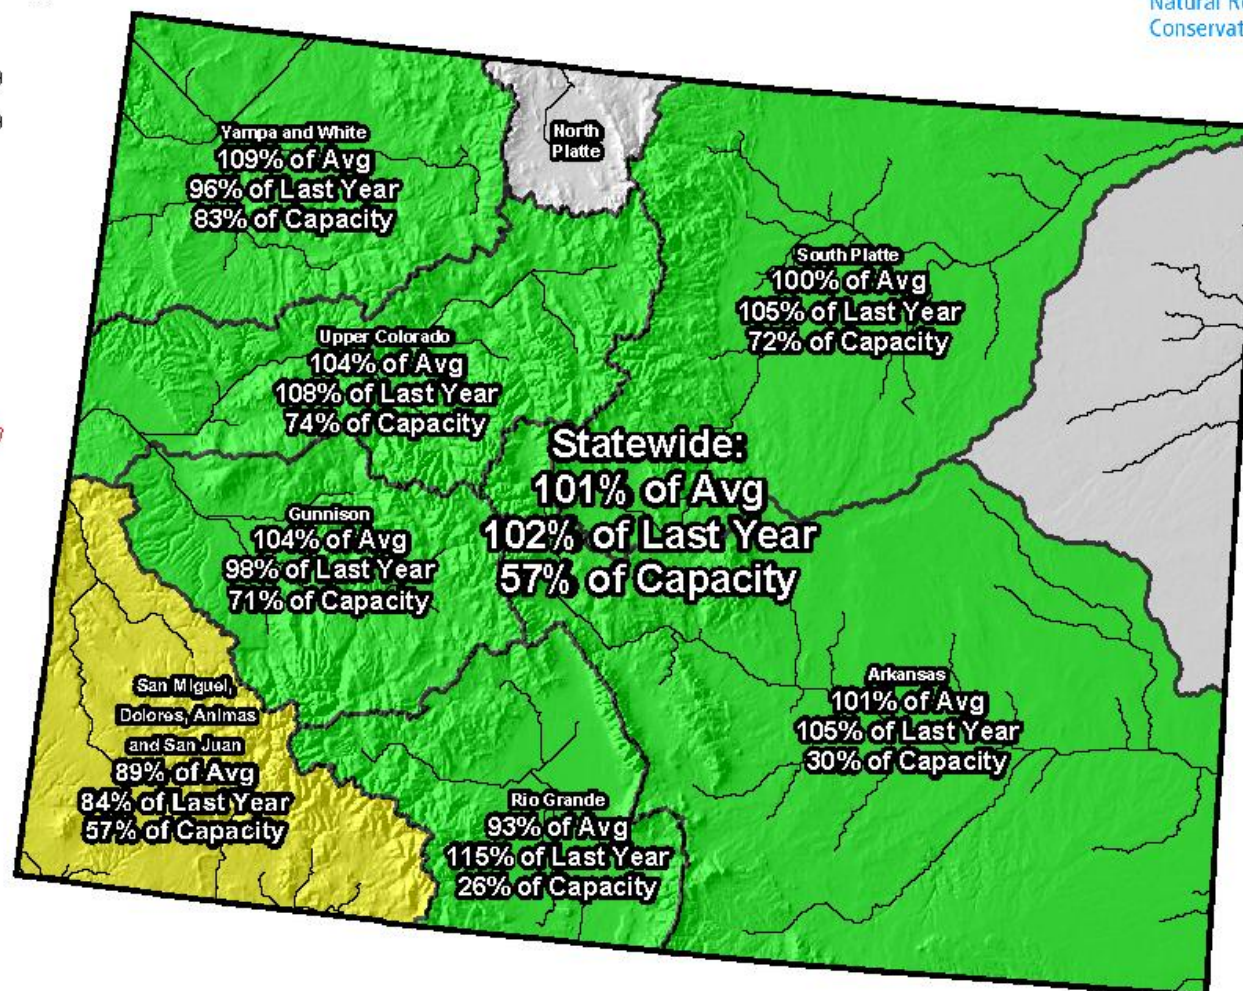 Natural Re
Conservat
Yampa and White
109% of Avg
96% of Last Year
83% of Capacity
North
Platte
South Platte
100% of Avg
105% of Last Year
72% of Capacity
Upper Colorado
104% of Avg
108% of Last Year
74% of Capacity
Statewide:
101% of Avg
102% of Last Year
57% of Capacity
Gunnison
104% of Avg
98% of Last Year
71% of Capacity
San Miguel,
Dolores, Animas
and San Juan
89% of Avg
84% of Last Year
57% of Capacity
Arkansas
101% of Avg
105% of Last Year
30% of Capacity
Rio Grande
93% of Avg
115% of Last Year
26% of Capacity